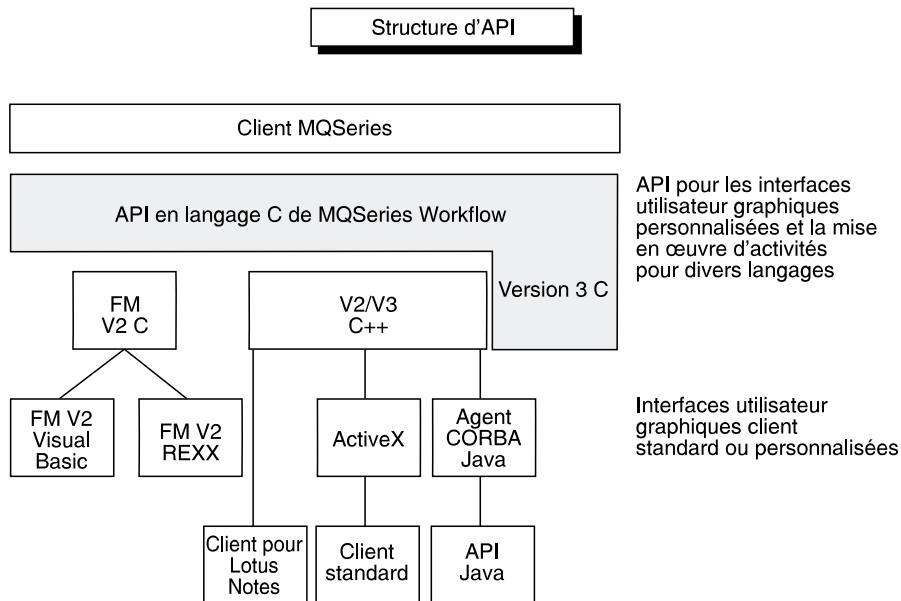 Structure d'API
Client MQSeries
API en langage C de MQSeries Workflow
Version 3 C
API pour les interfaces
utilisateur graphiques
personnalisées et la mise
en œuvre d'activités
pour divers langages
FM
V2 C
V2/V3
C++
FM V2
Visual
Basic
FM V2
REXX
ActiveX
Agent
CORBA
Java
Interfaces utilisateur
graphiques client
standard ou personnalisées
Client pour
Lotus
Notes
Client
standard
API
Java